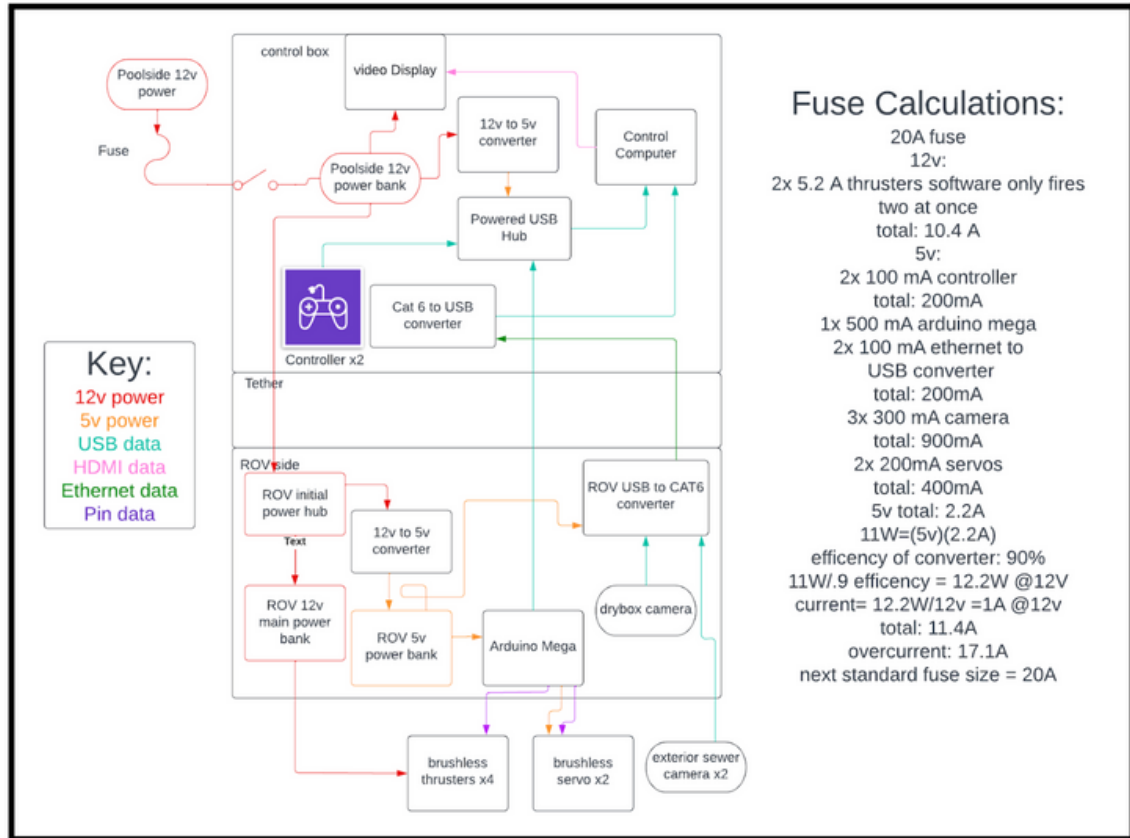 control box
Poolside 12v
power
video Display
12v to 5v
converter
Control
Computer
Fuse
Poolside 12v
power bank
Powered USB
Hub
Cat 6 to USB
converter
Controller x2
Key:
12v power
5v power
USB data
HDMI data
Ethernet data
Pin data
Tether
ROV side
ROV initial
power hub
Text
12v to 5v
converter
ROV USB to CAT6
converter
ROV 12v
main power
bank
ROV 5v
power bank
Arduino Mega
drybox camera
brushless
thrusters x4
brushless
servo x2
exterior sewer
camera x2
Fuse Calculations:
20A fuse
12v:
2x 5.2 A thrusters software only fires
two at once
total: 10.4 A
5v:
2x 100 mA controller
total: 200mA
1x 500 mA arduino mega
2x 100 mA ethernet to
USB converter
total: 200mA
3x 300 mA camera
total: 900mA
2x 200mA servos
total: 400mA
5v total: 2.2A
11W=(5v)(2.2A)
efficency of converter: 90%
11W/.9 efficency = 12.2W @12V
current= 12.2W/12v =1A @12v
total: 11.4A
overcurrent: 17.1A
next standard fuse size = 20A